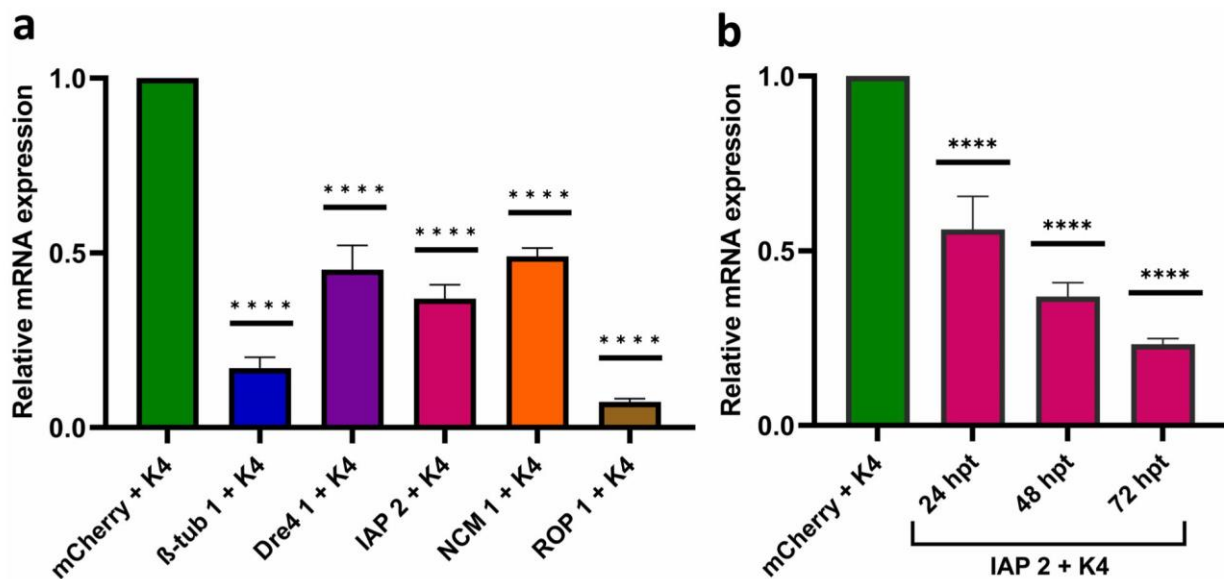 a
Relative mRNA expression
1.0
0.5
0.0
****
****
****
****
****
mCherry + K4
ß-tub 1 + K4
Dre4 1 + K4
IAP 2 + K4
NCM 1 + K4
ROP 1 + K4
b
Relative mRNA expression
1.0
0.5
0.0
****
****
****
mCherry + K4
24 hpt
48 hpt
72 hpt
IAP 2 + K4